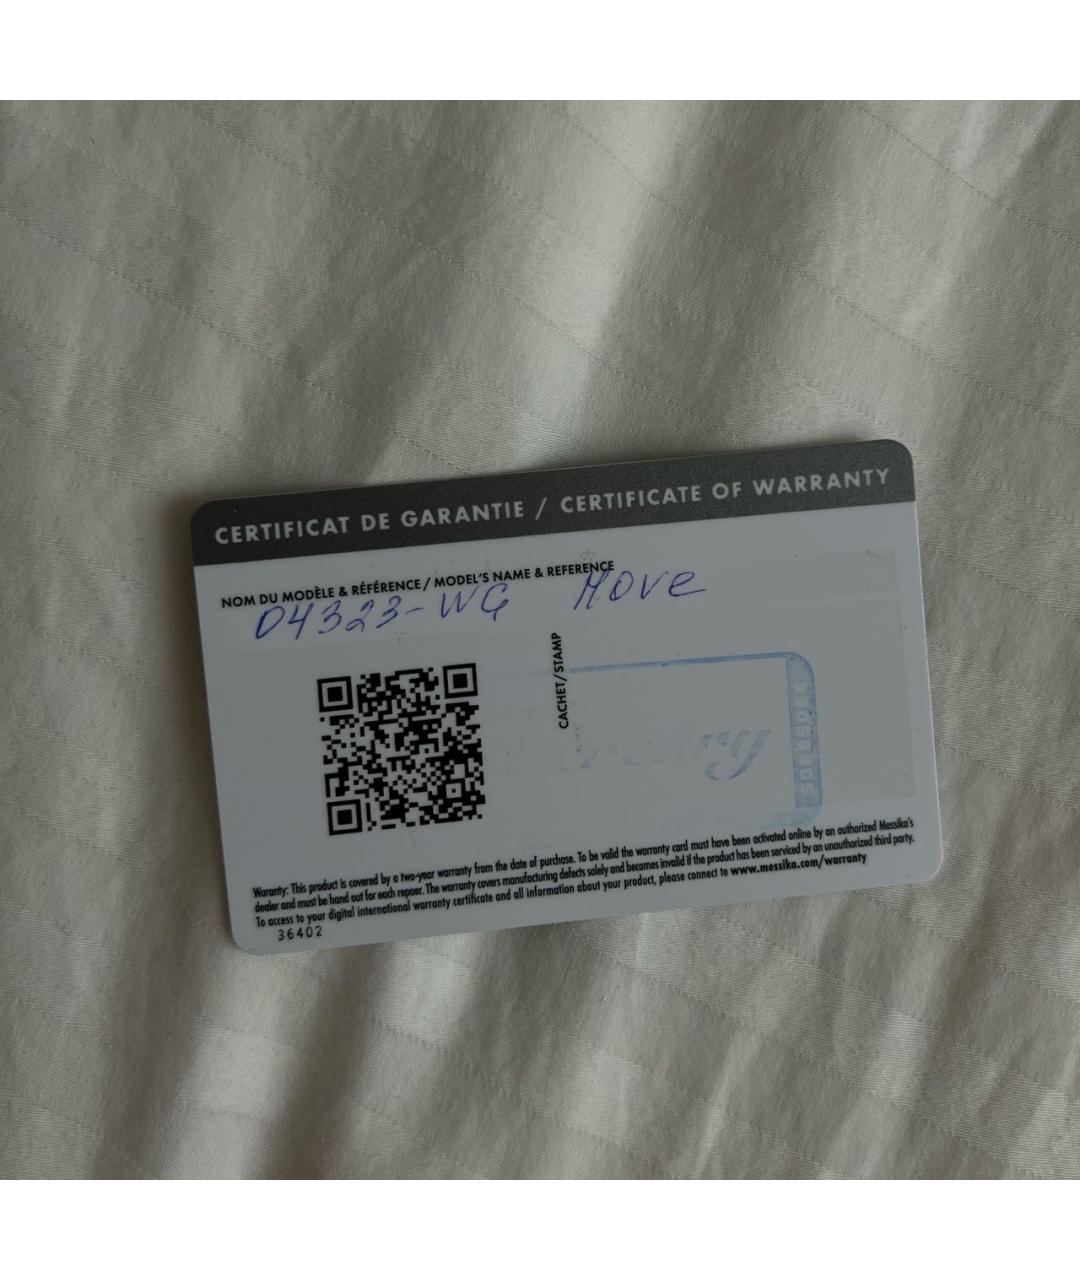 CERTIFICAT DE GARANTIE / CERTIFICATE OF WARRANTY
NOM DU MODÈLE & RÉFÉRENCE / MODEL'S NAME & REFERENCE
04323-WG Move
CACHET/STAMP
Warranty: This product is covered by a two-year warranty from the date of purchase. To be valid the warranty card must have been activated online by an authorized Messika's
dealer and must be hand out for each repaer. The warranty covers manufacturing defects solely and becomes invalid if the product has been serviced by an unauthorized third party.
To access to your digital international warranty certificate and all information about your product, please connect to www.messika.com/warranty
36402